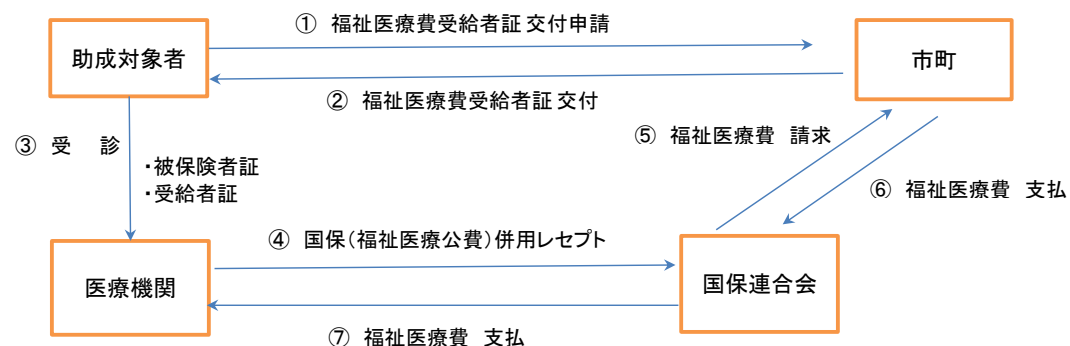 ① 福祉医療費受給者証 交付申請
助成対象者
市町
② 福祉医療費受給者証 交付
③ 受 診
・被保険者証
・受給者証
⑤ 福祉医療費 請求
⑥ 福祉医療費 支払
④ 国保(福祉医療公費)併用レセプト
医療機関
国保連合会
⑦ 福祉医療費 支払